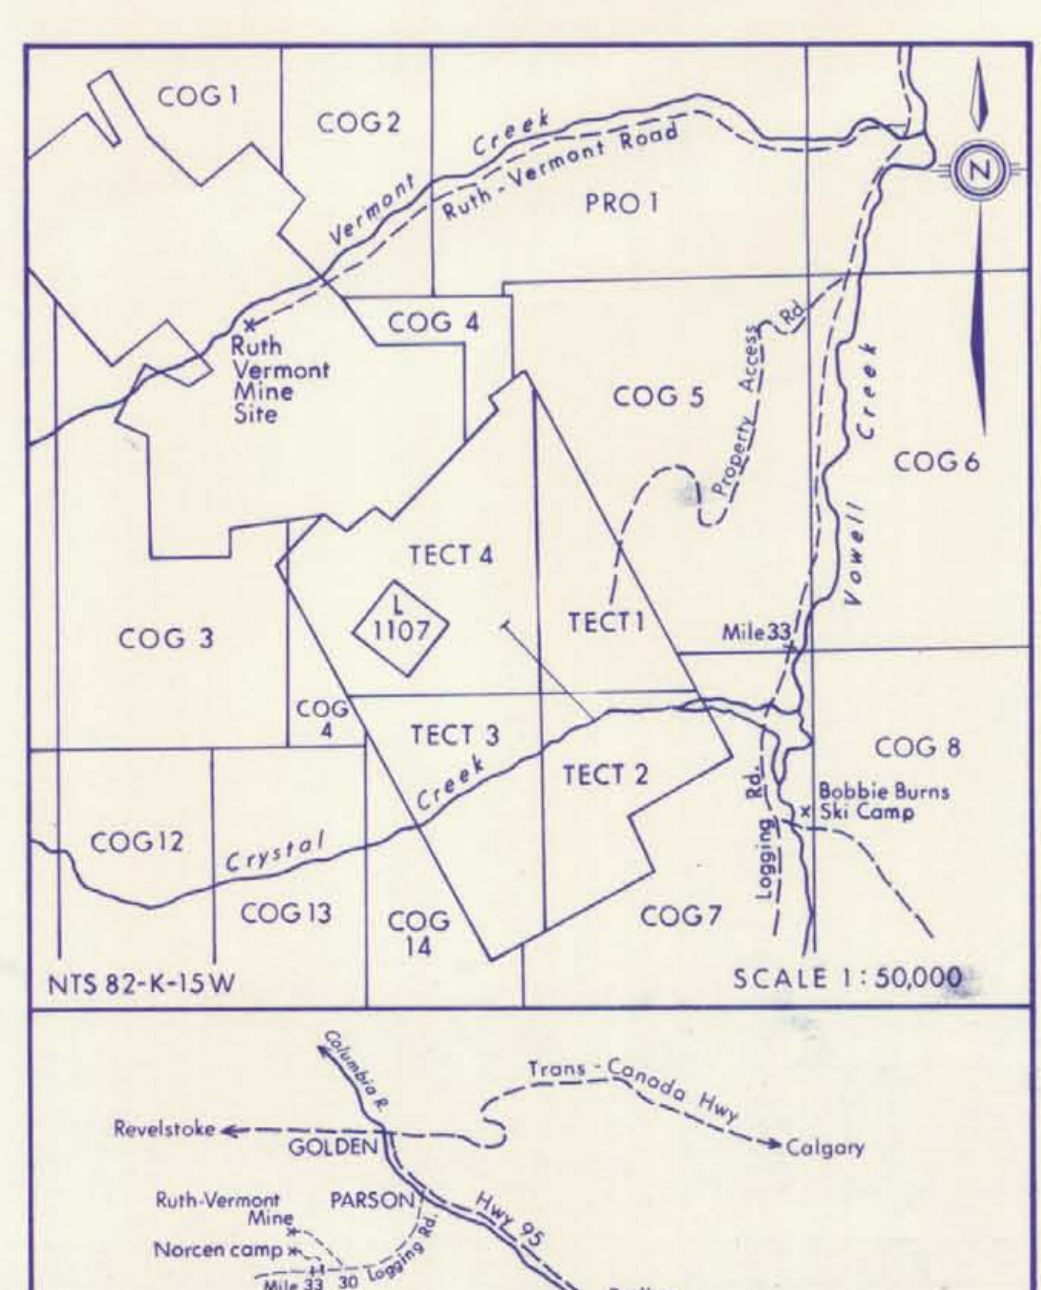 COG 1
COG 2
Vermont Creek
Ruth - Vermont Road
PRO 1
N
COG 4
Ruth
Vermont
Mine
Site
COG 5
Property Access Rd
Vowell Creek
COG 6
TECT 4
L
1107
TECT 1
COG 3
Mile 33
COG
4
TECT 3
TECT 2
COG 8
Crystal Creek
Logging Rd.
Bobbie Burns
Ski Camp
COG 12
COG 13
COG
14
COG 7
NTS 82-K-15W
SCALE 1:50,000
Columbia R.
Trans - Canada Hwy
Revelstoke
GOLDEN
Calgary
Ruth-Vermont
Mine
PARSON
Hwy 95
Norcen camp
Logging Rd.
Mile 33 30